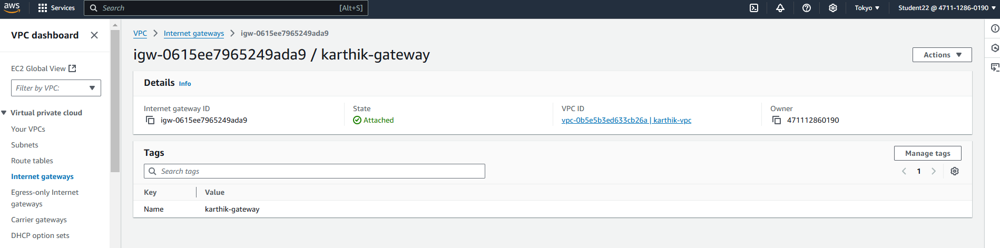 aws
Services
Search
[Alt+S]
Tokyo
Student22 @ 4711-1286-0190
VPC dashboard
EC2 Global View
Filter by VPC:
Virtual private cloud
Your VPCs
Subnets
Route tables
Internet gateways
Egress-only Internet
gateways
Carrier gateways
DHCP option sets
VPC > Internet gateways > igw-0615ee7965249ada9
igw-0615ee7965249ada9 / karthik-gateway
Actions
Details Info
Internet gateway ID
igw-0615ee7965249ada9
State
Attached
VPC ID
vpc-0b5e5b3ed633cb26a | karthik-vpc
Owner
471112860190
Tags
Manage tags
Search tags
1
Key Value
Name karthik-gateway